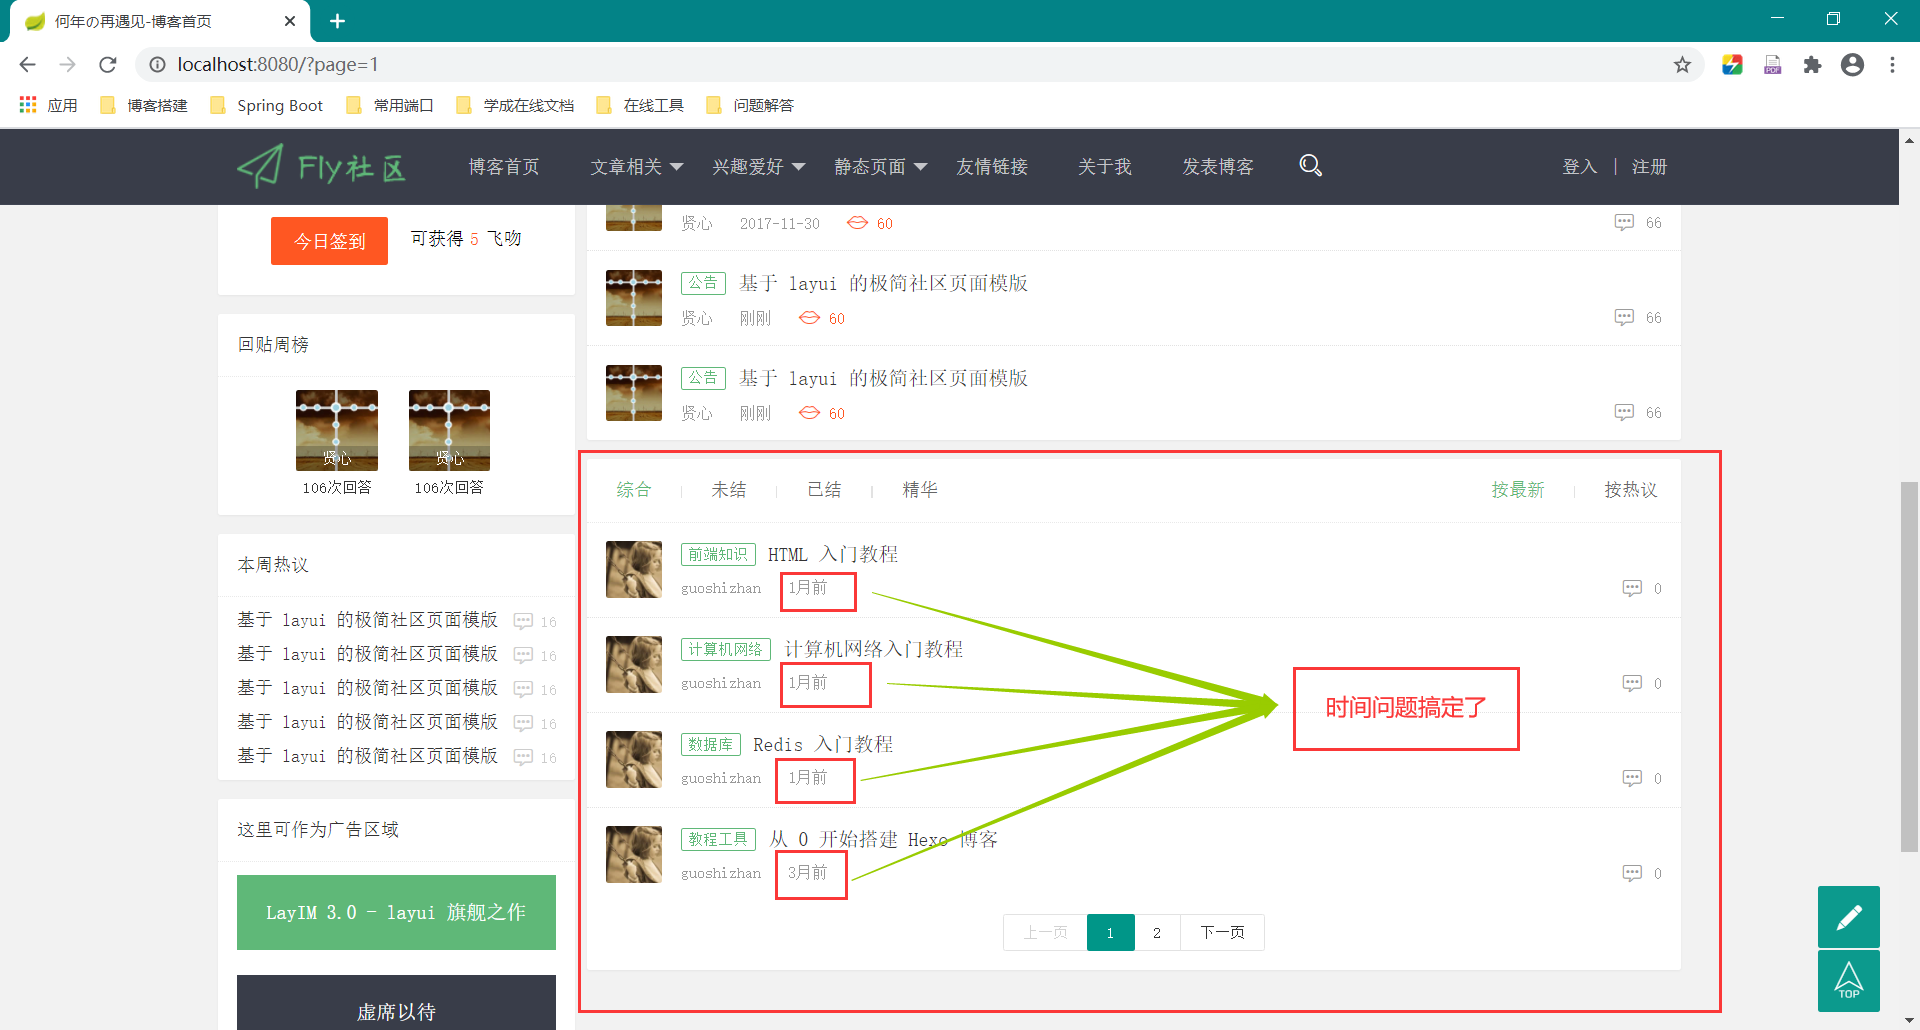 何年の再遇见-博客首页
localhost:8080/?page=1
应用 博客搭建 Spring Boot 常用端口 学成在线文档 在线工具 问题解答
Fly社区 博客首页 文章相关 兴趣爱好 静态页面 友情链接 关于我 发表博客 登入 | 注册
今日签到 可获得 5 飞吻
回贴周榜
贤心 贤心
106次回答 106次回答
本周热议
基于 layui 的极简社区页面模版 16
基于 layui 的极简社区页面模版 16
基于 layui 的极简社区页面模版 16
基于 layui 的极简社区页面模版 16
基于 layui 的极简社区页面模版 16
这里可作为广告区域
LayIM 3.0 - layui 旗舰之作
虚席以待
贤心 2017-11-30 60 66
公告 基于 layui 的极简社区页面模版
贤心 刚刚 60 66
公告 基于 layui 的极简社区页面模版
贤心 刚刚 60 66
综合 | 未结 | 已结 | 精华 按最新 | 按热议
前端知识 HTML 入门教程
guoshizhan 1月前 0
计算机网络 计算机网络入门教程
guoshizhan 1月前 0
时间问题搞定了
数据库 Redis 入门教程
guoshizhan 1月前 0
教程工具 从 0 开始搭建 Hexo 博客
guoshizhan 3月前 0
上一页 1 2 下一页
TOP